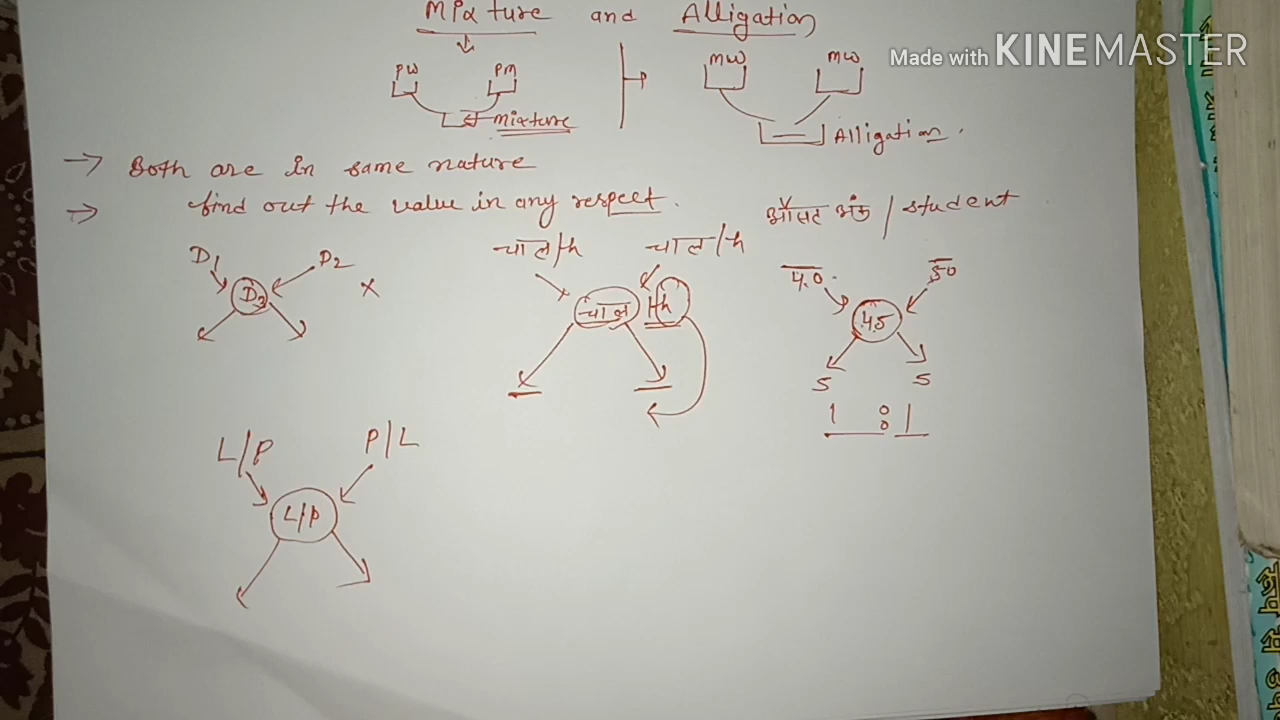 Mixture and Alligation
Made with KINEMASTER
PW PM MW MW
Mixture
Alligation.
→ Both are in same nature
→ find out the value in any respect.
औसत अंक / student
D1 D2 ×
D3
चाल/h चाल/h
चाल/h
40 50
45
5 5
1 : 1
L/P P/L
L/P